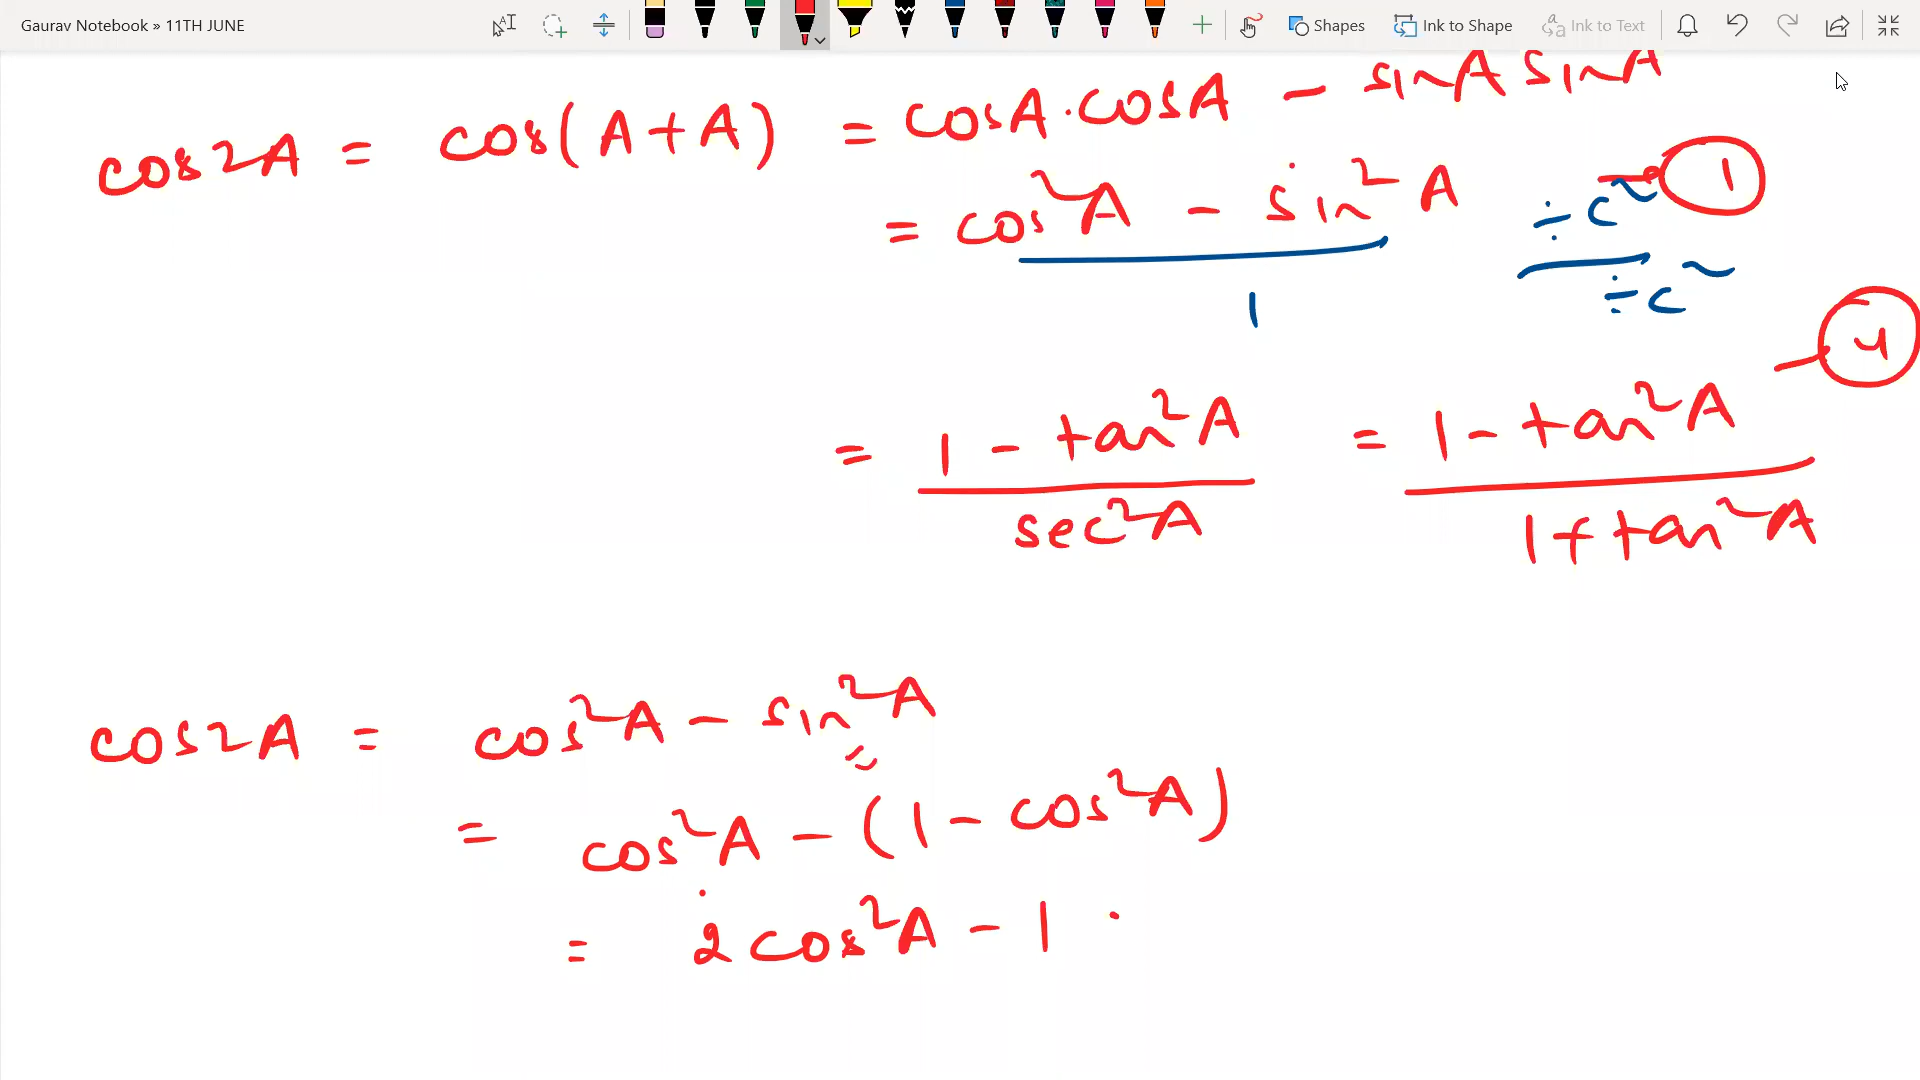 Gaurav Notebook » 11TH JUNE
Shapes
Ink to Shape
Ink to Text
cos2A = cos(A+A) = cosA·cosA - sinA sinA
= cos²A - sin²A — 1
÷c²
1
÷c²
= 1 - tan²A / sec²A = 1 - tan²A / 1 + tan²A — 4
cos2A = cos²A - sin²A
= cos²A - (1 - cos²A)
= 2cos²A - 1